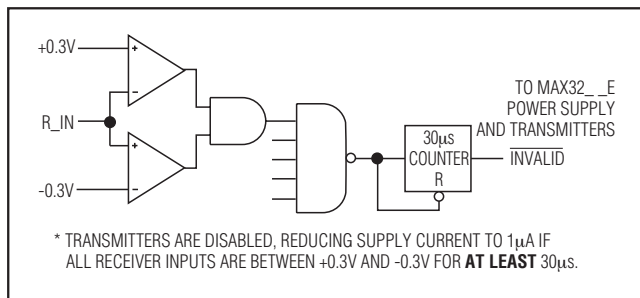 +0.3V
+
-
R_IN
+
-
-0.3V
30µs
COUNTER
R
TO MAX32_ _E
POWER SUPPLY
AND TRANSMITTERS
INVALID
* TRANSMITTERS ARE DISABLED, REDUCING SUPPLY CURRENT TO 1µA IF
ALL RECEIVER INPUTS ARE BETWEEN +0.3V AND -0.3V FOR AT LEAST 30µs.